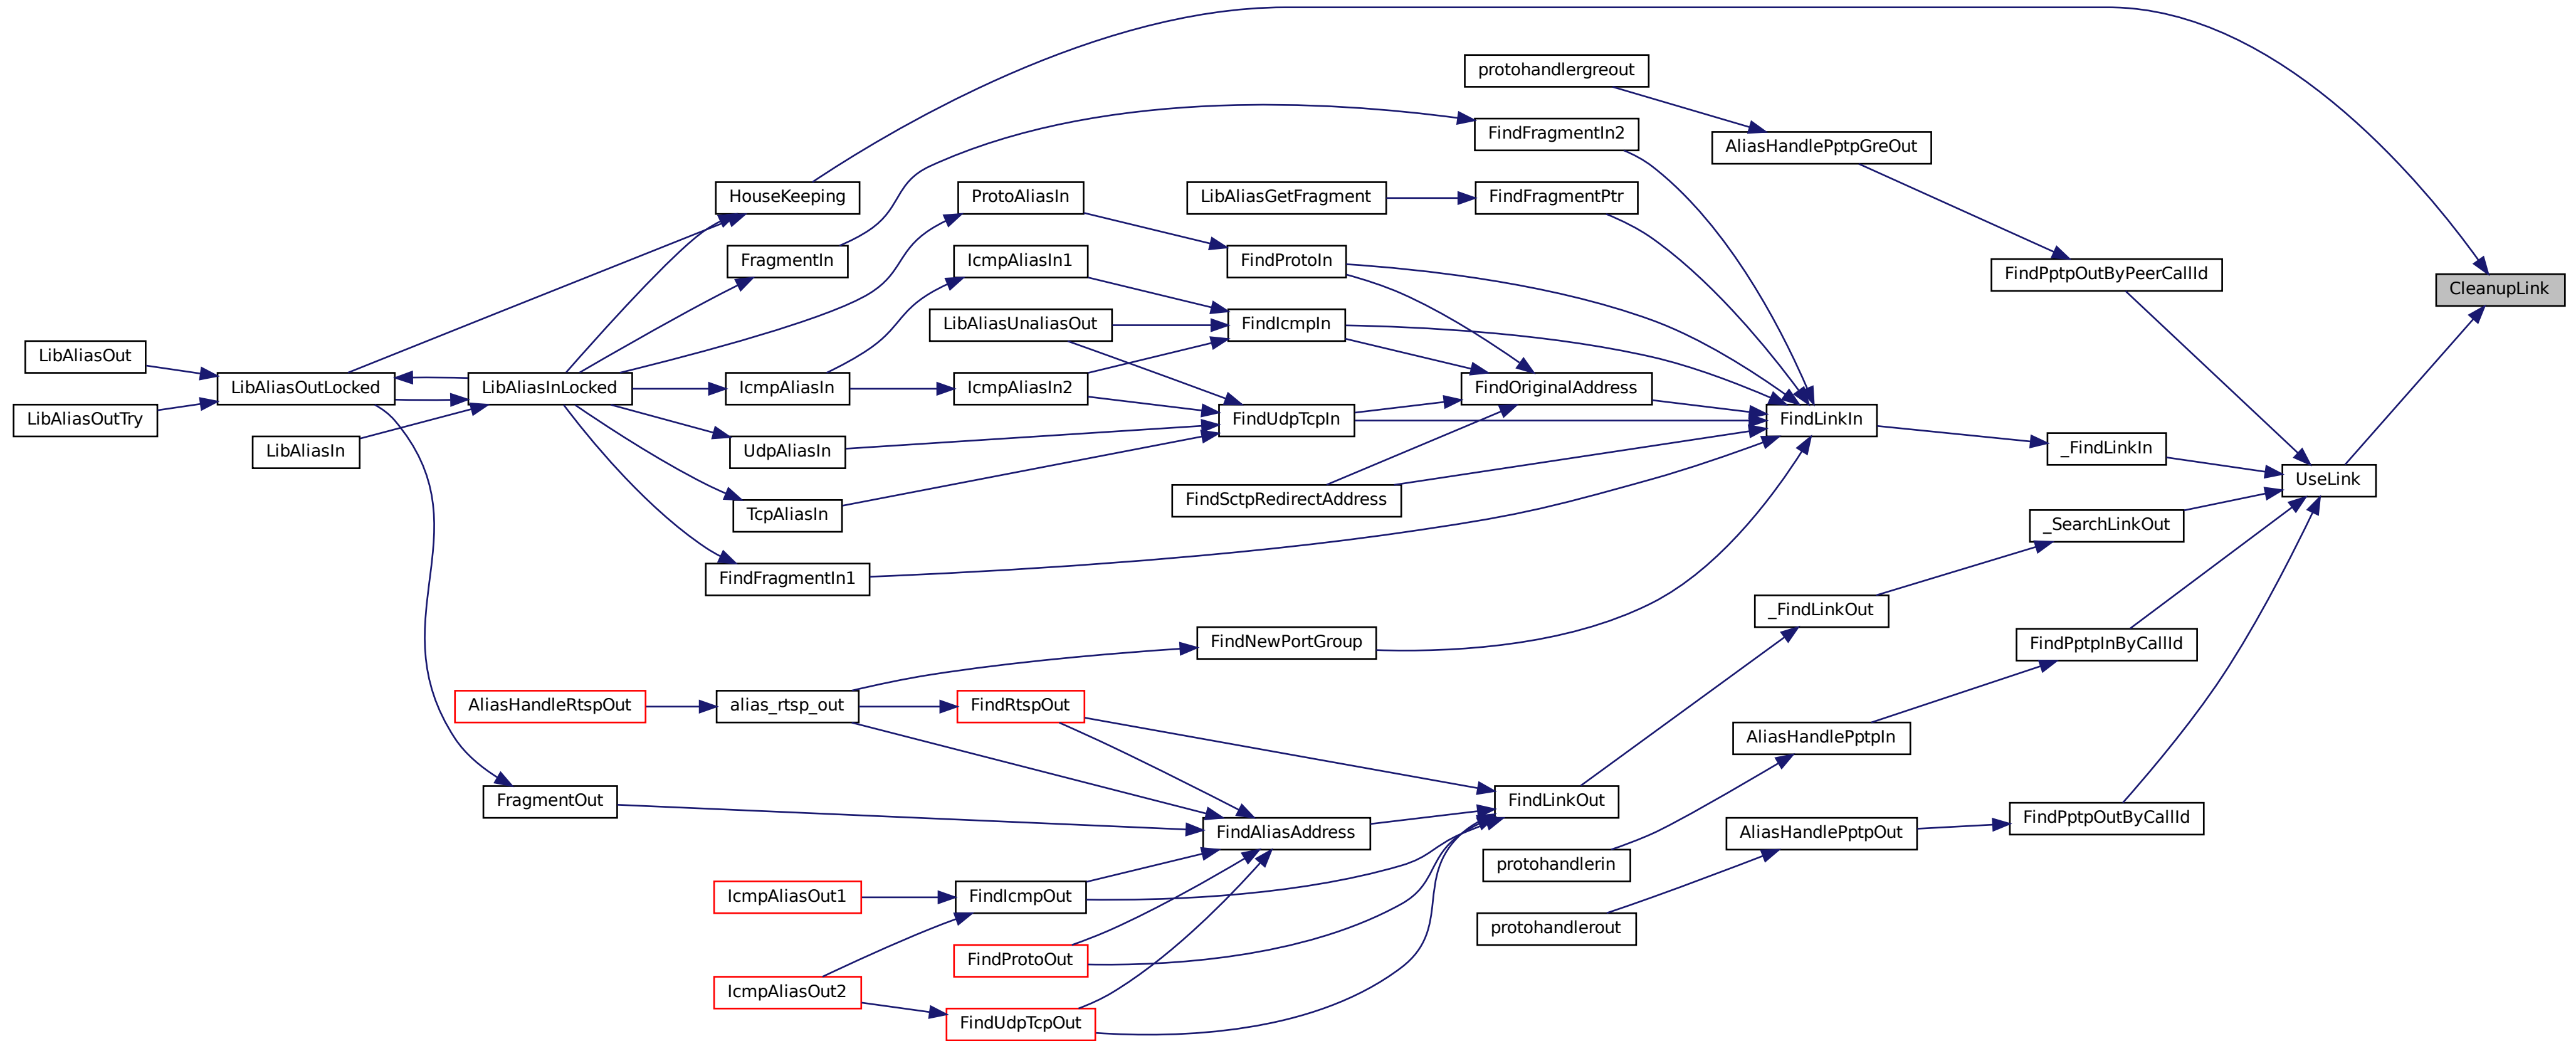 protohandlergreout
FindFragmentIn2
AliasHandlePptpGreOut
HouseKeeping
ProtoAliasIn
LibAliasGetFragment
FindFragmentPtr
FragmentIn
IcmpAliasIn1
FindProtoIn
FindPptpOutByPeerCallId
CleanupLink
LibAliasUnaliasOut
FindIcmpIn
LibAliasOut
LibAliasOutLocked
LibAliasInLocked
IcmpAliasIn
IcmpAliasIn2
FindOriginalAddress
LibAliasOutTry
FindUdpTcpIn
FindLinkIn
LibAliasIn
UdpAliasIn
_FindLinkIn
UseLink
FindSctpRedirectAddress
TcpAliasIn
_SearchLinkOut
FindFragmentIn1
_FindLinkOut
FindNewPortGroup
FindPptpInByCallId
AliasHandleRtspOut
alias_rtsp_out
FindRtspOut
AliasHandlePptpIn
FragmentOut
FindLinkOut
FindAliasAddress
AliasHandlePptpOut
FindPptpOutByCallId
protohandlerin
IcmpAliasOut1
FindIcmpOut
protohandlerout
FindProtoOut
IcmpAliasOut2
FindUdpTcpOut